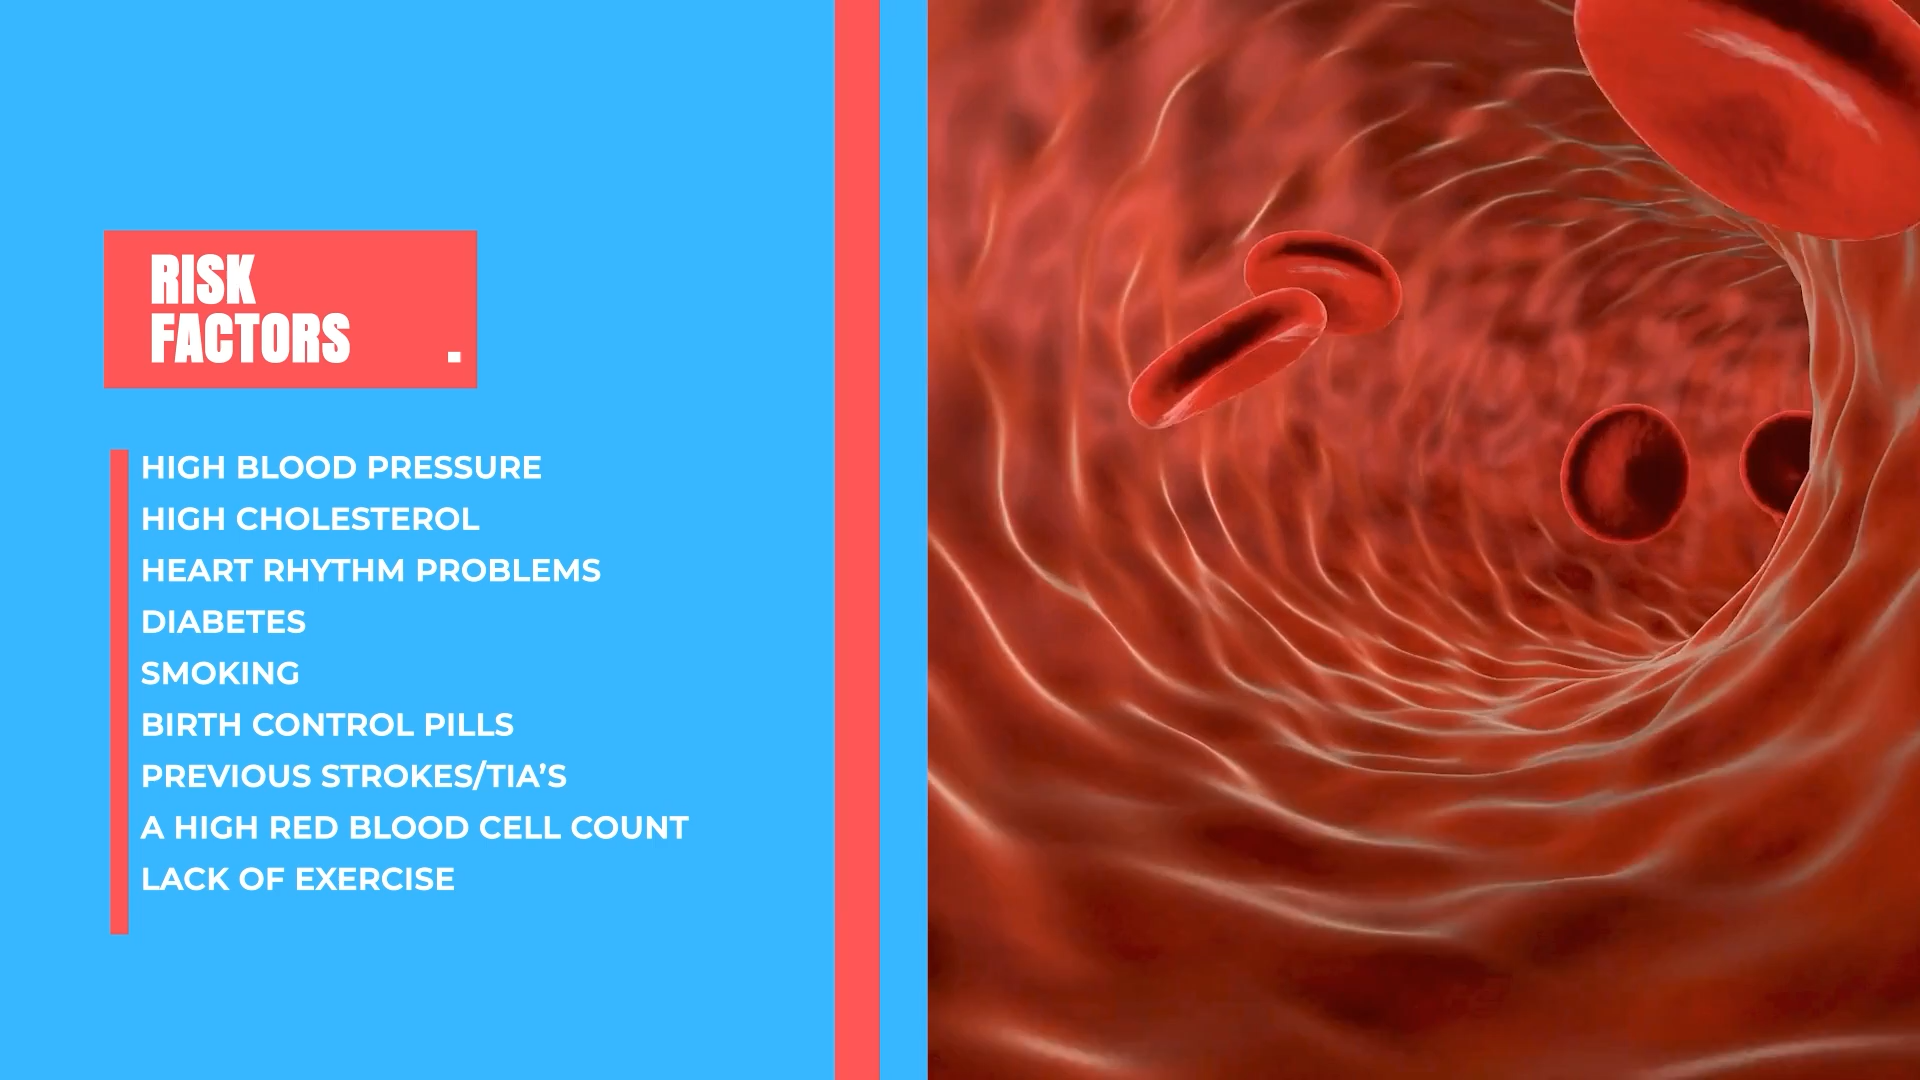 RISK
FACTORS .
HIGH BLOOD PRESSURE
HIGH CHOLESTEROL
HEART RHYTHM PROBLEMS
DIABETES
SMOKING
BIRTH CONTROL PILLS
PREVIOUS STROKES/TIA’S
A HIGH RED BLOOD CELL COUNT
LACK OF EXERCISE